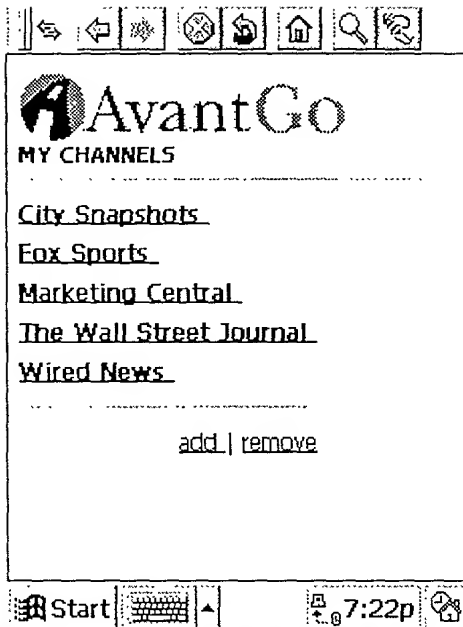 AvantGo
MY CHANNELS
City Snapshots
Fox Sports
Marketing Central
The Wall Street Journal
Wired News
add | remove
Start 7:22p